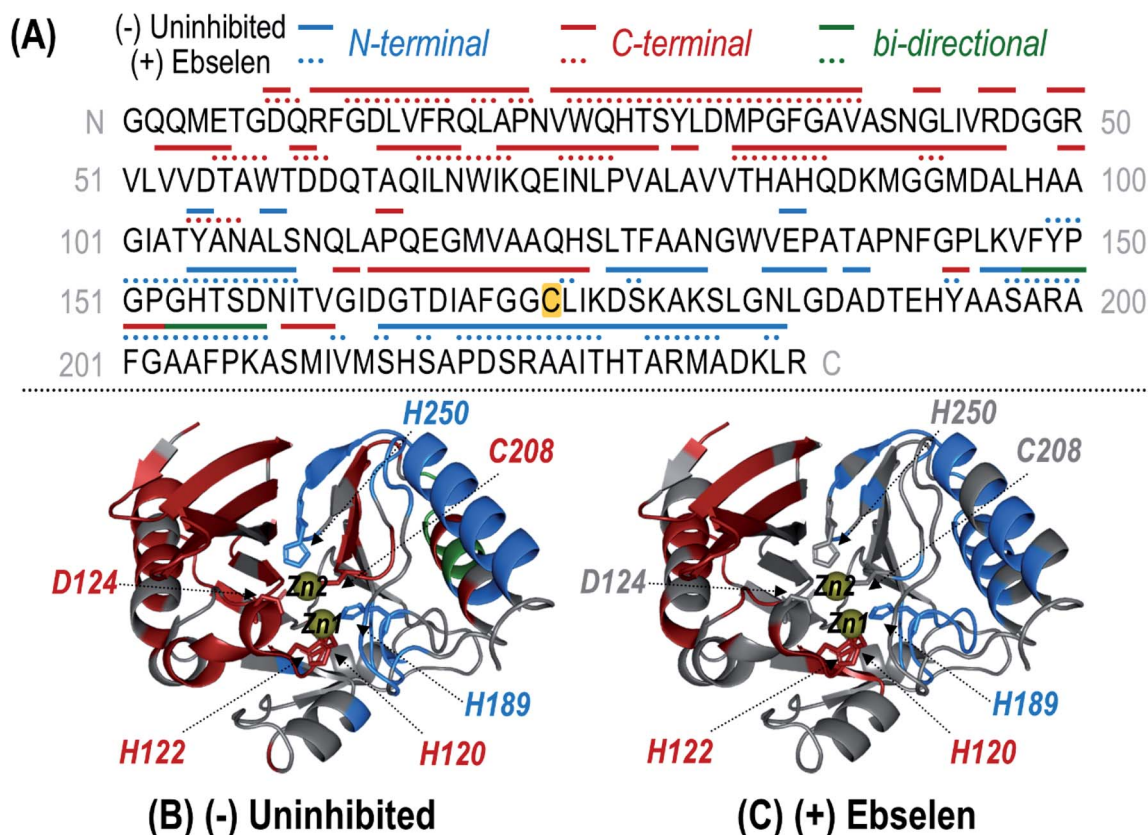 (A)
(-) Uninhibited N-terminal C-terminal bi-directional
(+) Ebselen
N GQQMETGDQRFGDLVFRQLAPNVWQHTSYLDMPGFGAVASNGLIVRDGGR 50
51 VLVVDTAWTDDQTAQILNWIKQEINLPVALAVVTHAHQDKMGGMDALHAA 100
101 GIATYANALSNQLAPQEGMVAAQHSLTFAANGWVEPATAPNFGPLKVFYP 150
151 GPGHTSDNITVGIDGTDIAFGGCLIKDSKAKSLGNLGDADTEHYAASARA 200
201 FGAAFPKASMIVMSHSAPDSRAAITHTARMADKLR C
H250
C208
D124
Zn2
Zn1
H189
H122
H120
(B) (-) Uninhibited
H250
C208
D124
Zn2
Zn1
H189
H122
H120
(C) (+) Ebselen